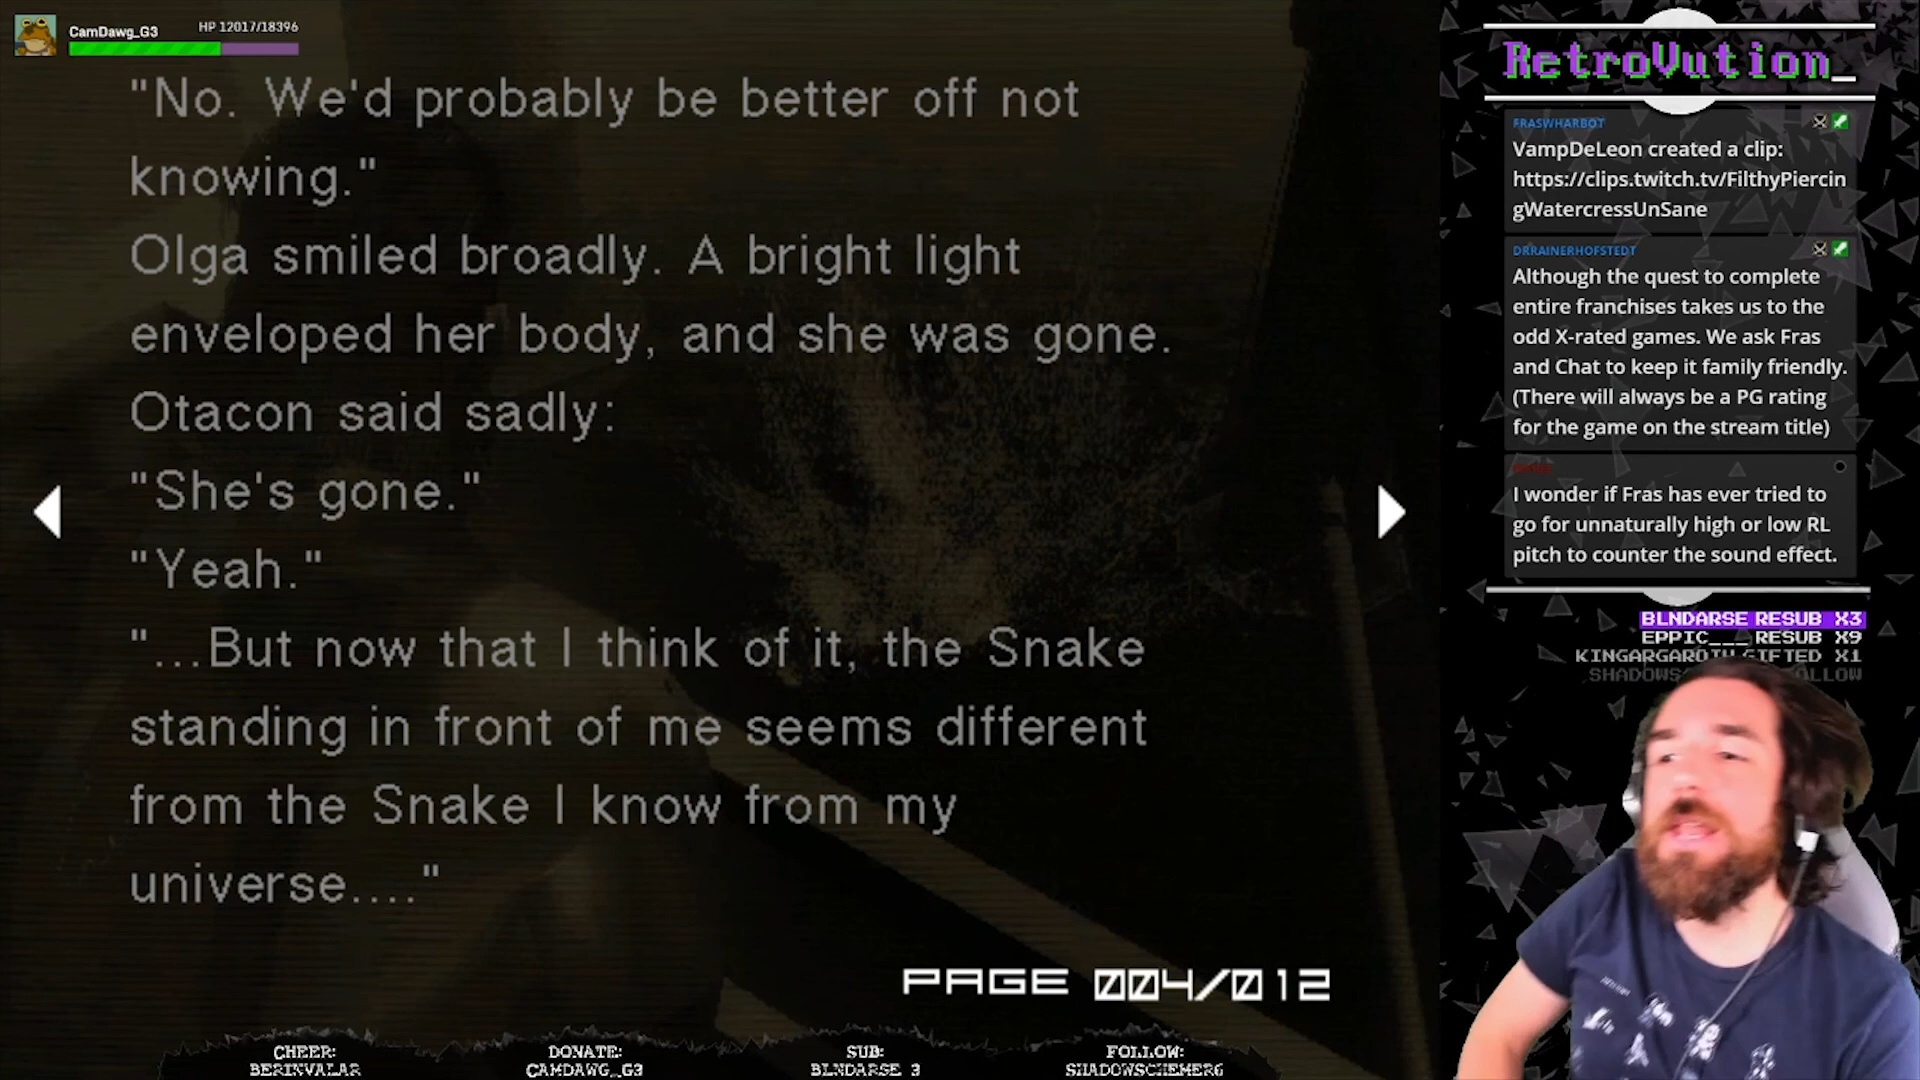 CamDawg_G3
HP 12017/18396
"No. We'd probably be better off not
knowing."
Olga smiled broadly. A bright light
enveloped her body, and she was gone.
Otacon said sadly:
"She's gone."
"Yeah."
"...But now that I think of it, the Snake
standing in front of me seems different
from the Snake I know from my
universe...."
PAGE 004/012
RetroVution_
FRASWHARBOT
VampDeLeon created a clip:
https://clips.twitch.tv/FilthyPiercin
gWatercressUnSane
DRRAINERHOFSTEDT
Although the quest to complete
entire franchises takes us to the
odd X-rated games. We ask Fras
and Chat to keep it family friendly.
(There will always be a PG rating
for the game on the stream title)
I wonder if Fras has ever tried to
go for unnaturally high or low RL
pitch to counter the sound effect.
BLNDARSE RESUB X3
EPPIC___ RESUB X9
KINGARGAROTH GIFTED X1
CHEER:
BERINVALAR
DONATE:
CAMDAWG_G3
SUB:
BLNDARSE 3
FOLLOW:
SHADOWSCHEMER6